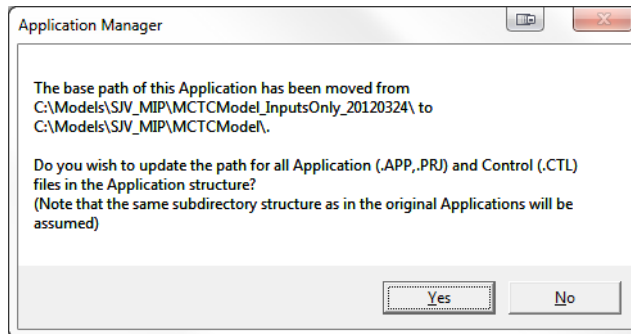 Application Manager
The base path of this Application has been moved from
C:\Models\SJV_MIP\MCTCModel_InputsOnly_20120324\ to
C:\Models\SJV_MIP\MCTCModel\.
Do you wish to update the path for all Application (.APP,.PRJ) and Control (.CTL)
files in the Application structure?
(Note that the same subdirectory structure as in the original Applications will be
assumed)
Yes
No